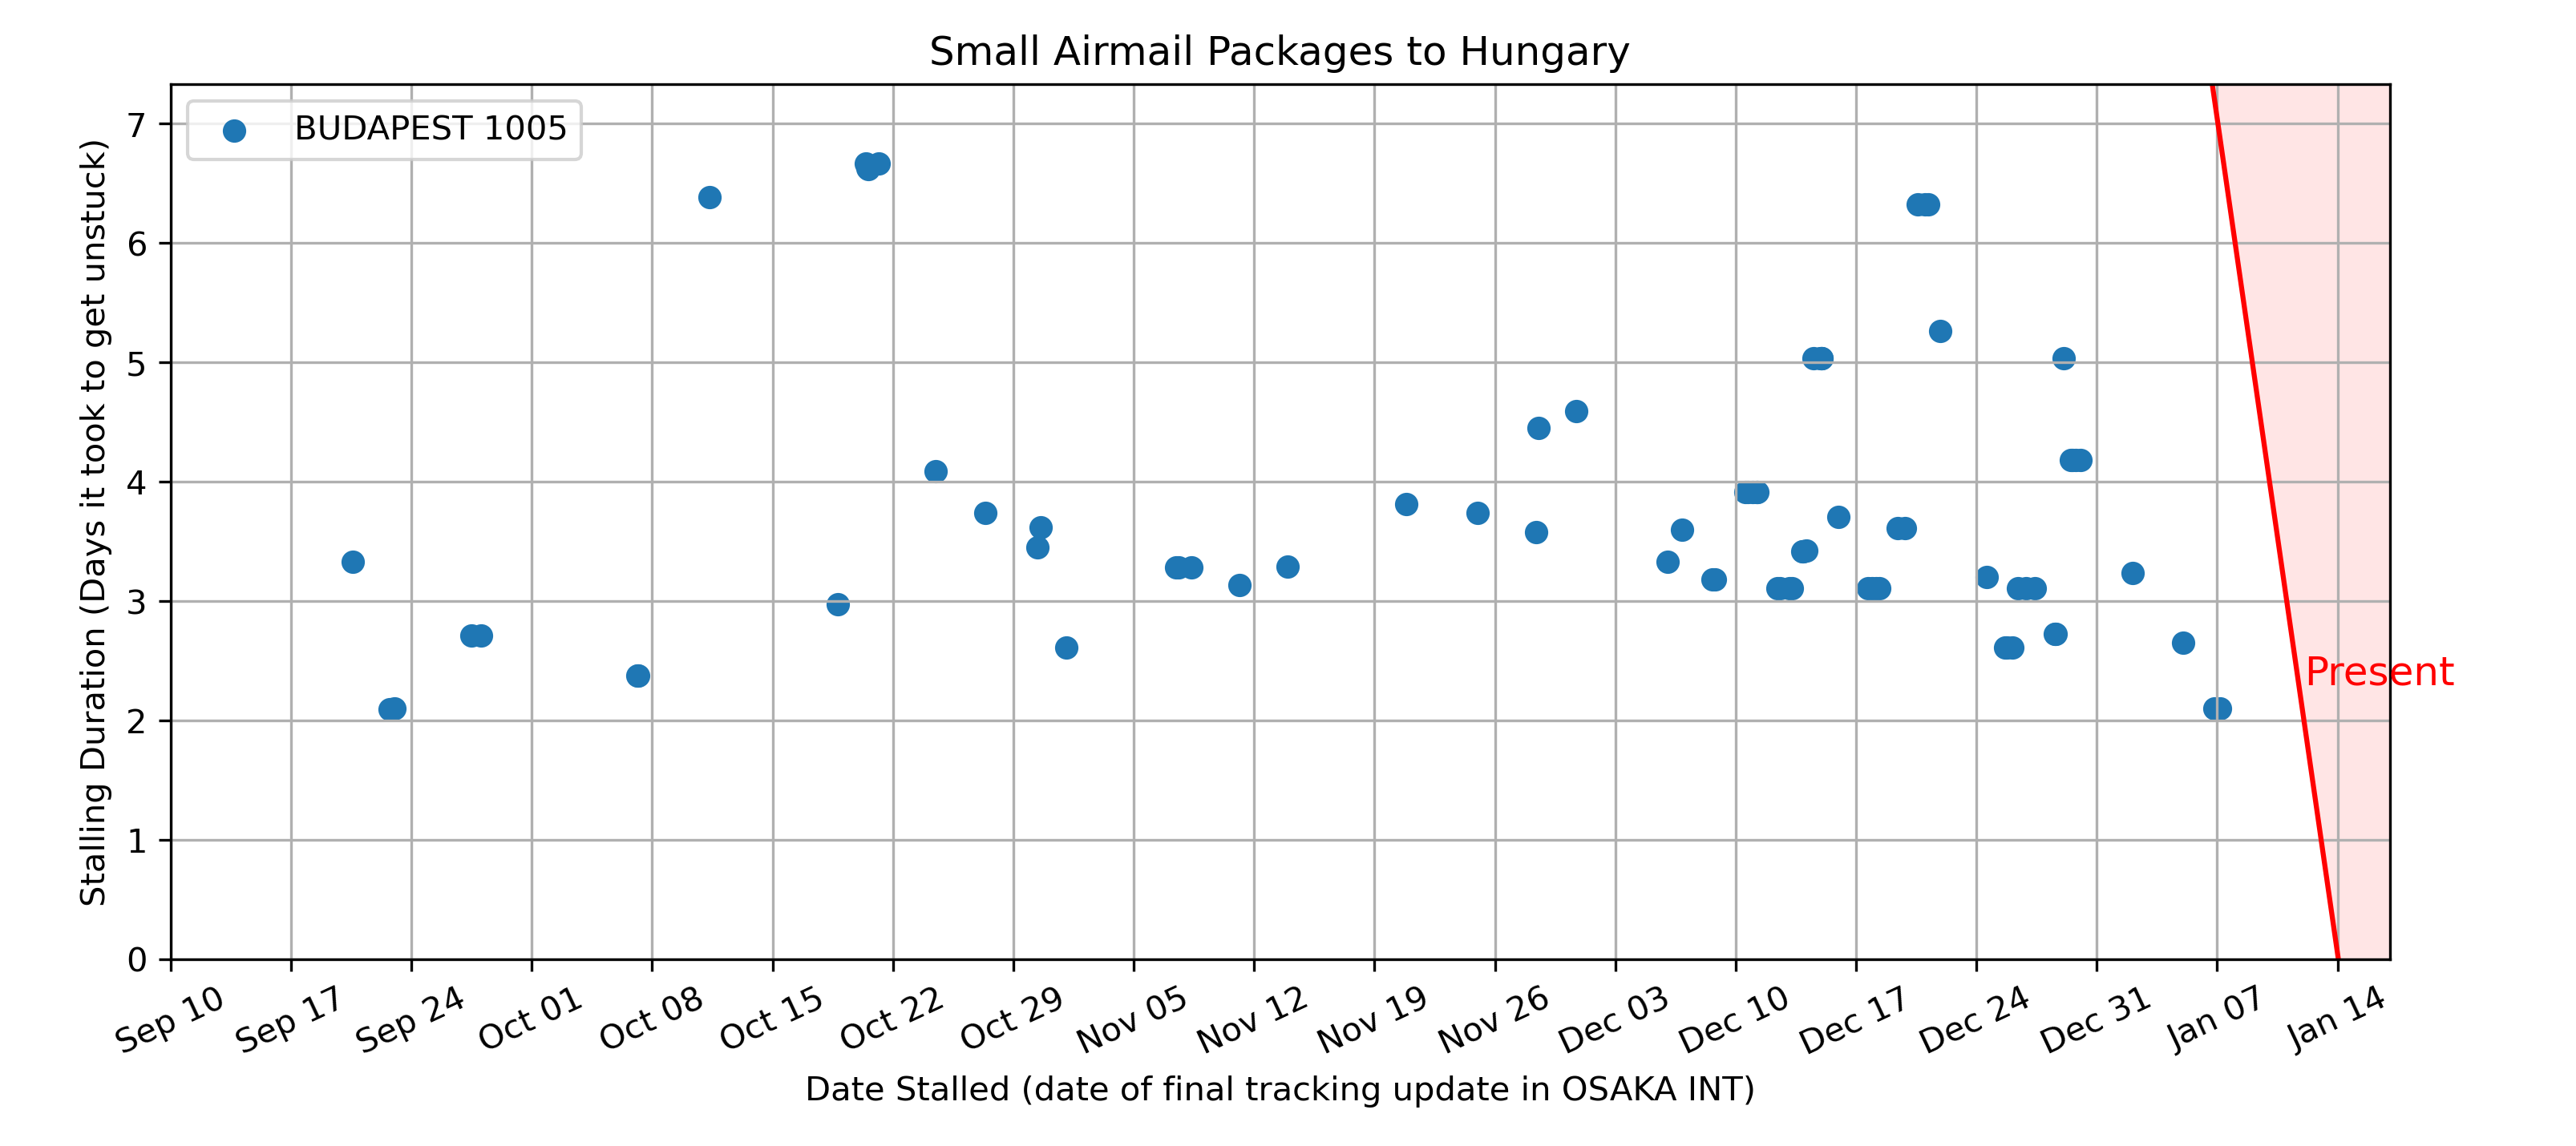 Small Airmail Packages to Hungary
BUDAPEST 1005
Stalling Duration (Days it took to get unstuck)
7
6
5
4
3
2
1
0
Present
Sep 10
Sep 17
Sep 24
Oct 01
Oct 08
Oct 15
Oct 22
Oct 29
Nov 05
Nov 12
Nov 19
Nov 26
Dec 03
Dec 10
Dec 17
Dec 24
Dec 31
Jan 07
Jan 14
Date Stalled (date of final tracking update in OSAKA INT)